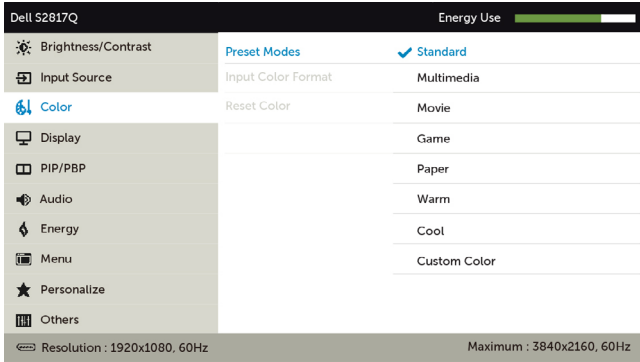 Dell S2817Q Energy Use
Brightness/Contrast Preset Modes Standard
Input Source Input Color Format Multimedia
Color Reset Color Movie
Display Game
PIP/PBP Paper
Audio Warm
Energy Cool
Menu Custom Color
Personalize
Others
Resolution : 1920x1080, 60Hz Maximum : 3840x2160, 60Hz